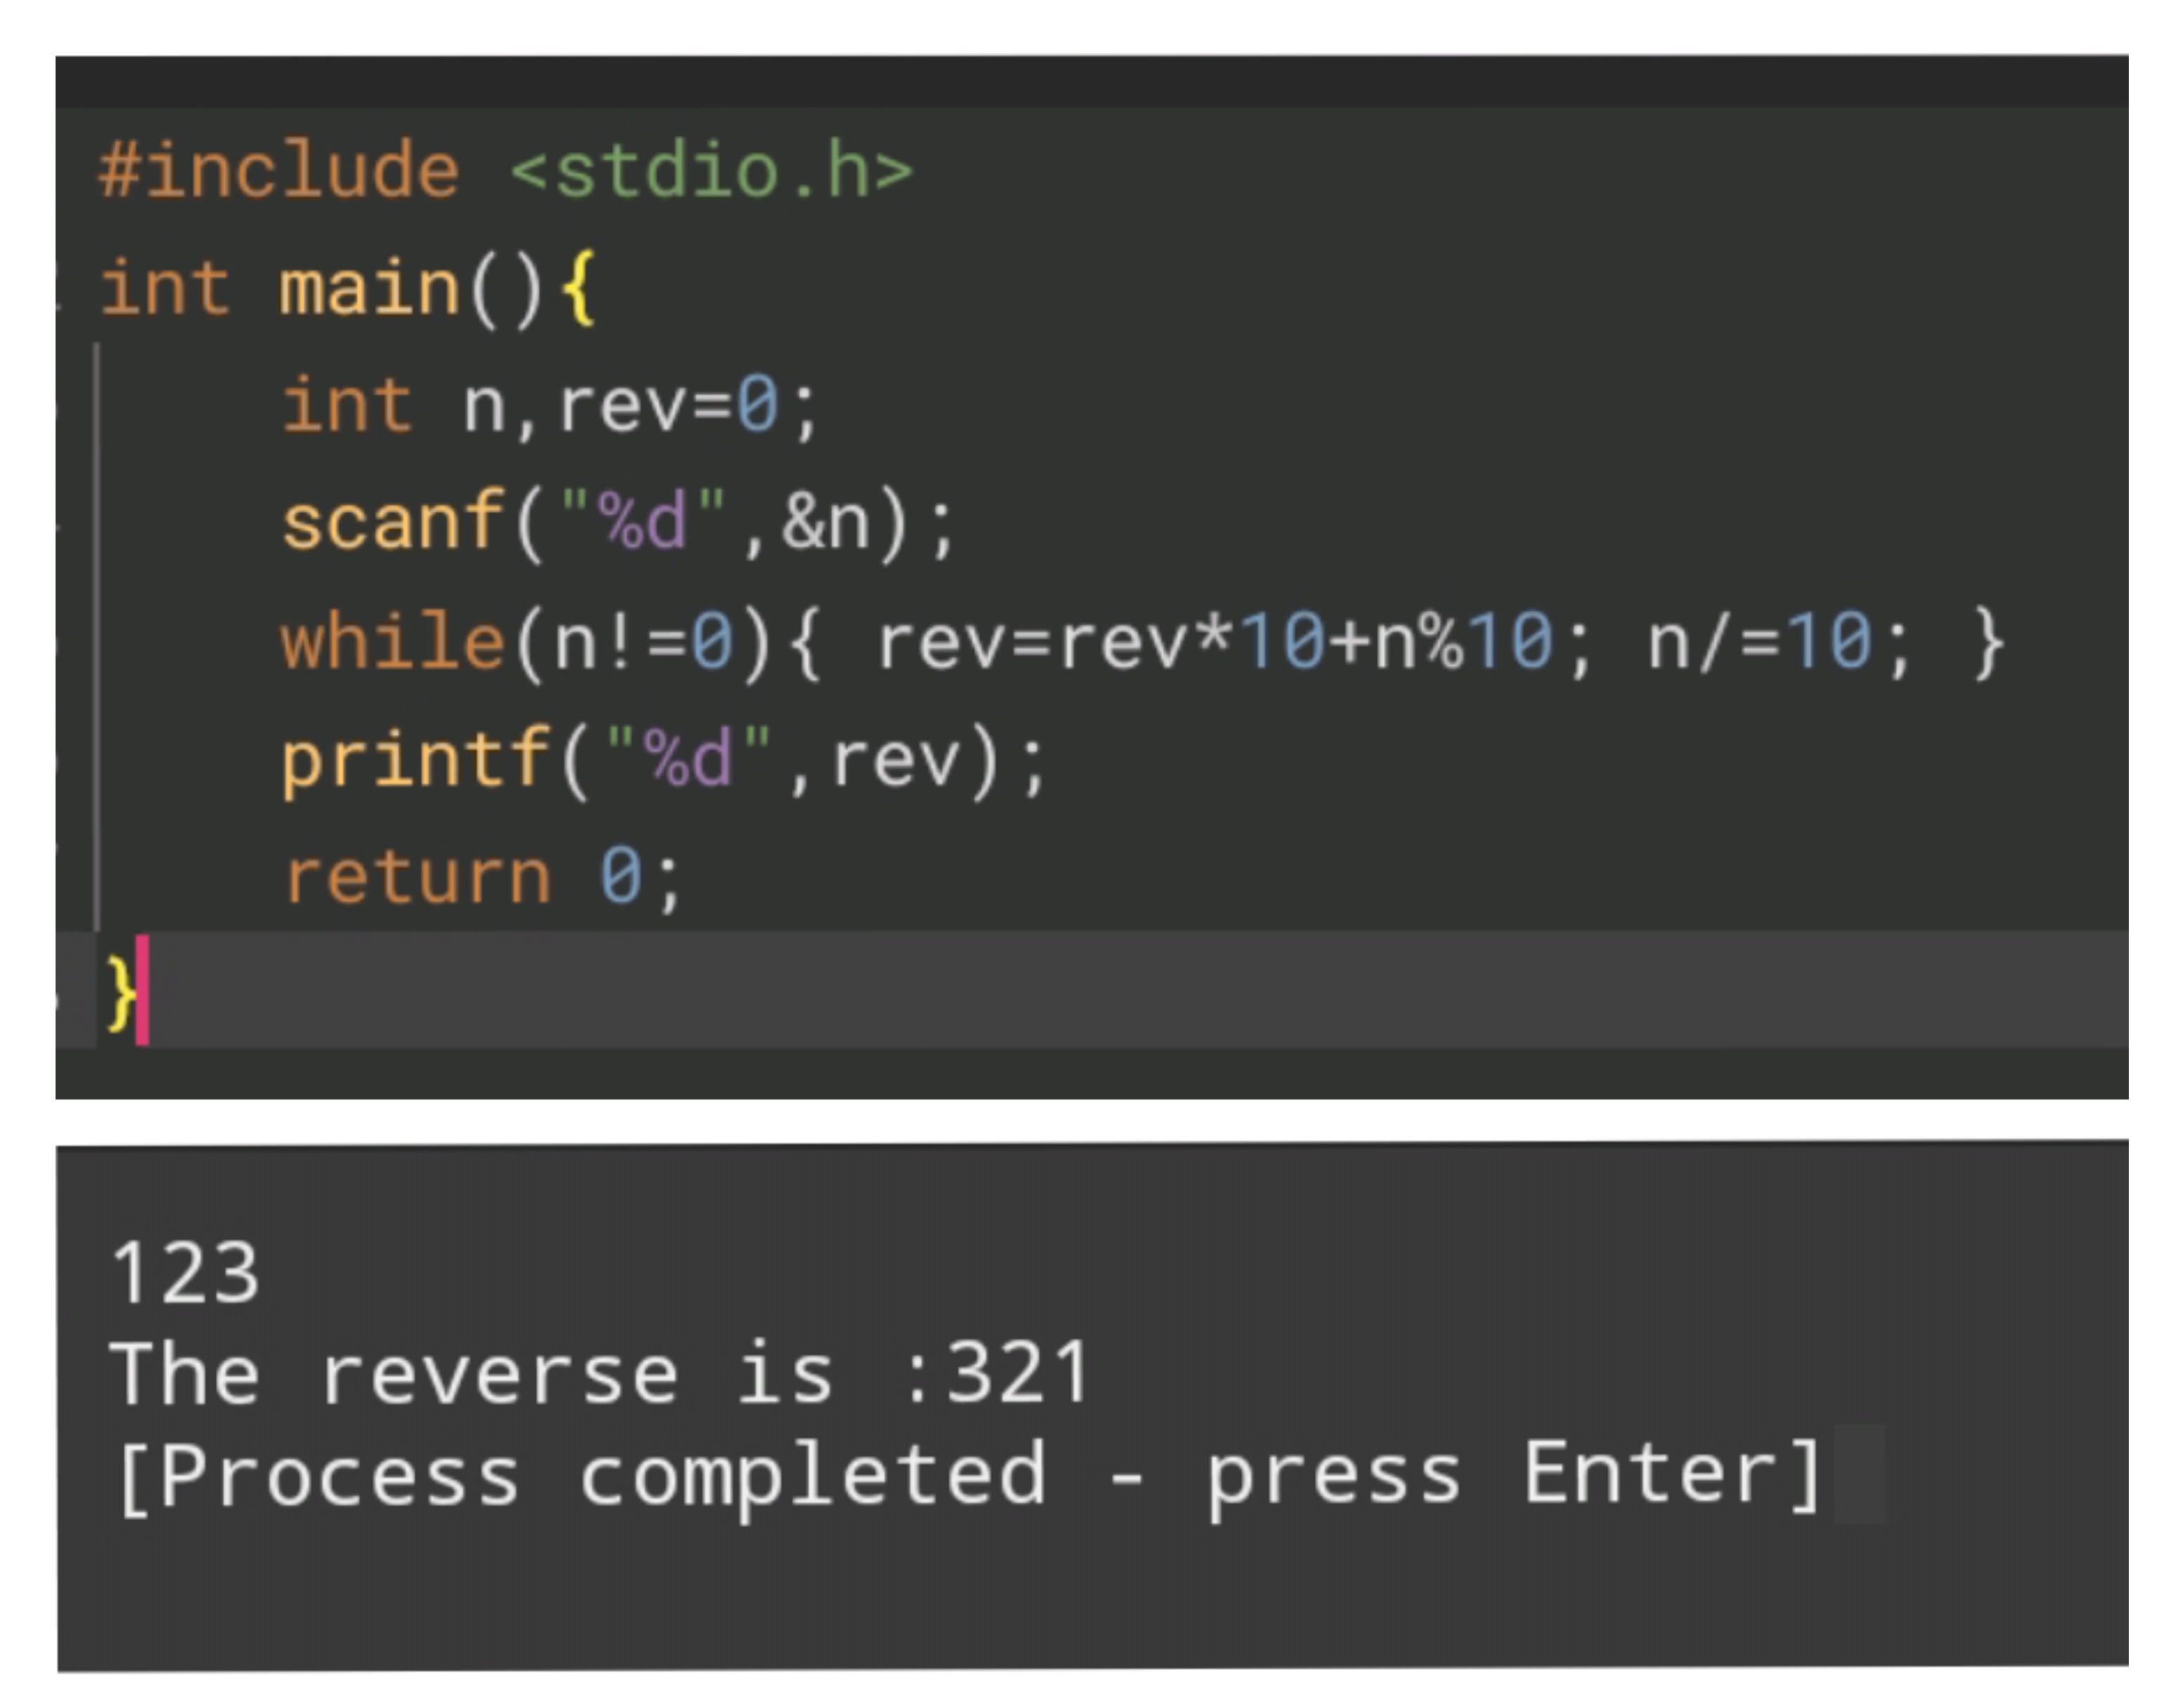 #include <stdio.h>
int main(){
int n,rev=0;
scanf("%d",&n);
while(n!=0){ rev=rev*10+n%10; n/=10; }
printf("%d",rev);
return 0;
}
123
The reverse is :321
[Process completed - press Enter]